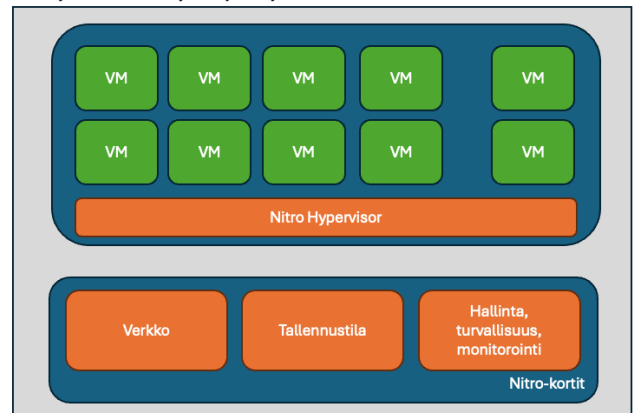 VM VM VM VM VM
VM VM VM VM VM
Nitro Hypervisor
Verkko
Tallennustila
Hallinta,
turvallisuus,
monitorointi
Nitro-kortit